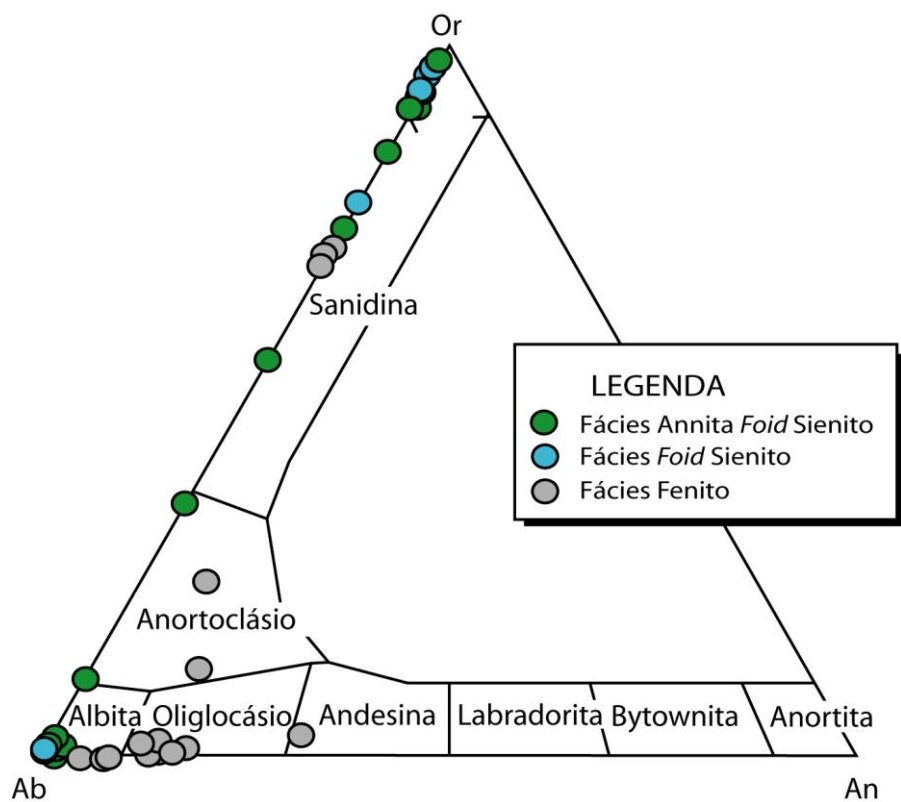 Or
Sanidina
LEGENDA
Fácies Annita Foid Sienito
Fácies Foid Sienito
Fácies Fenito
Anortoclásio
Albita
Oliglocásio
Andesina
Labradorita
Bytownita
Anortita
Ab
An